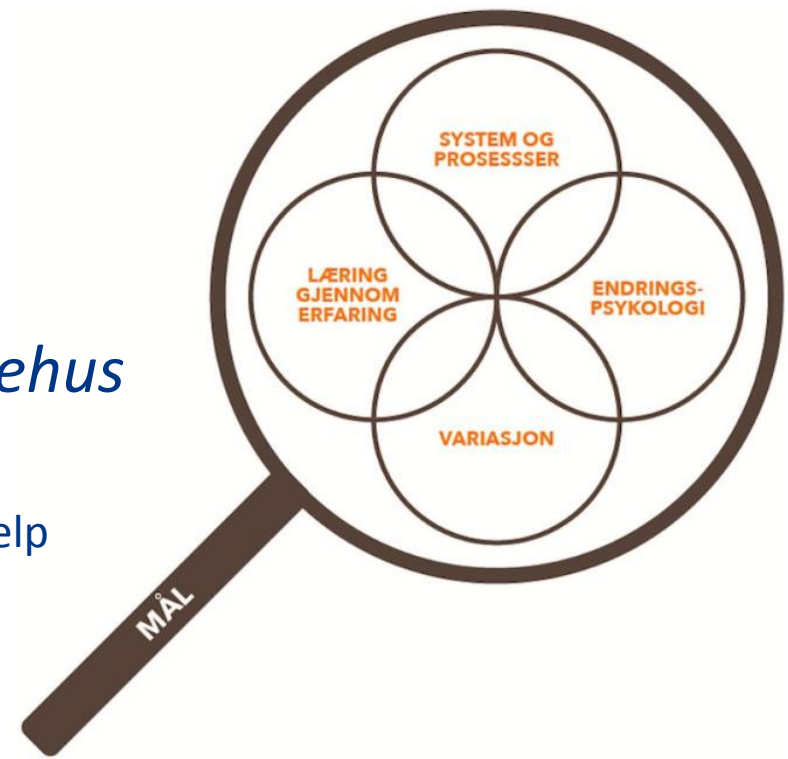 SYSTEM OG
PROSESSSER
LÆRING
GJENNOM
ERFARING
ENDRINGS-
PSYKOLOGI
ehus
VARIASJON
elp
MÅL